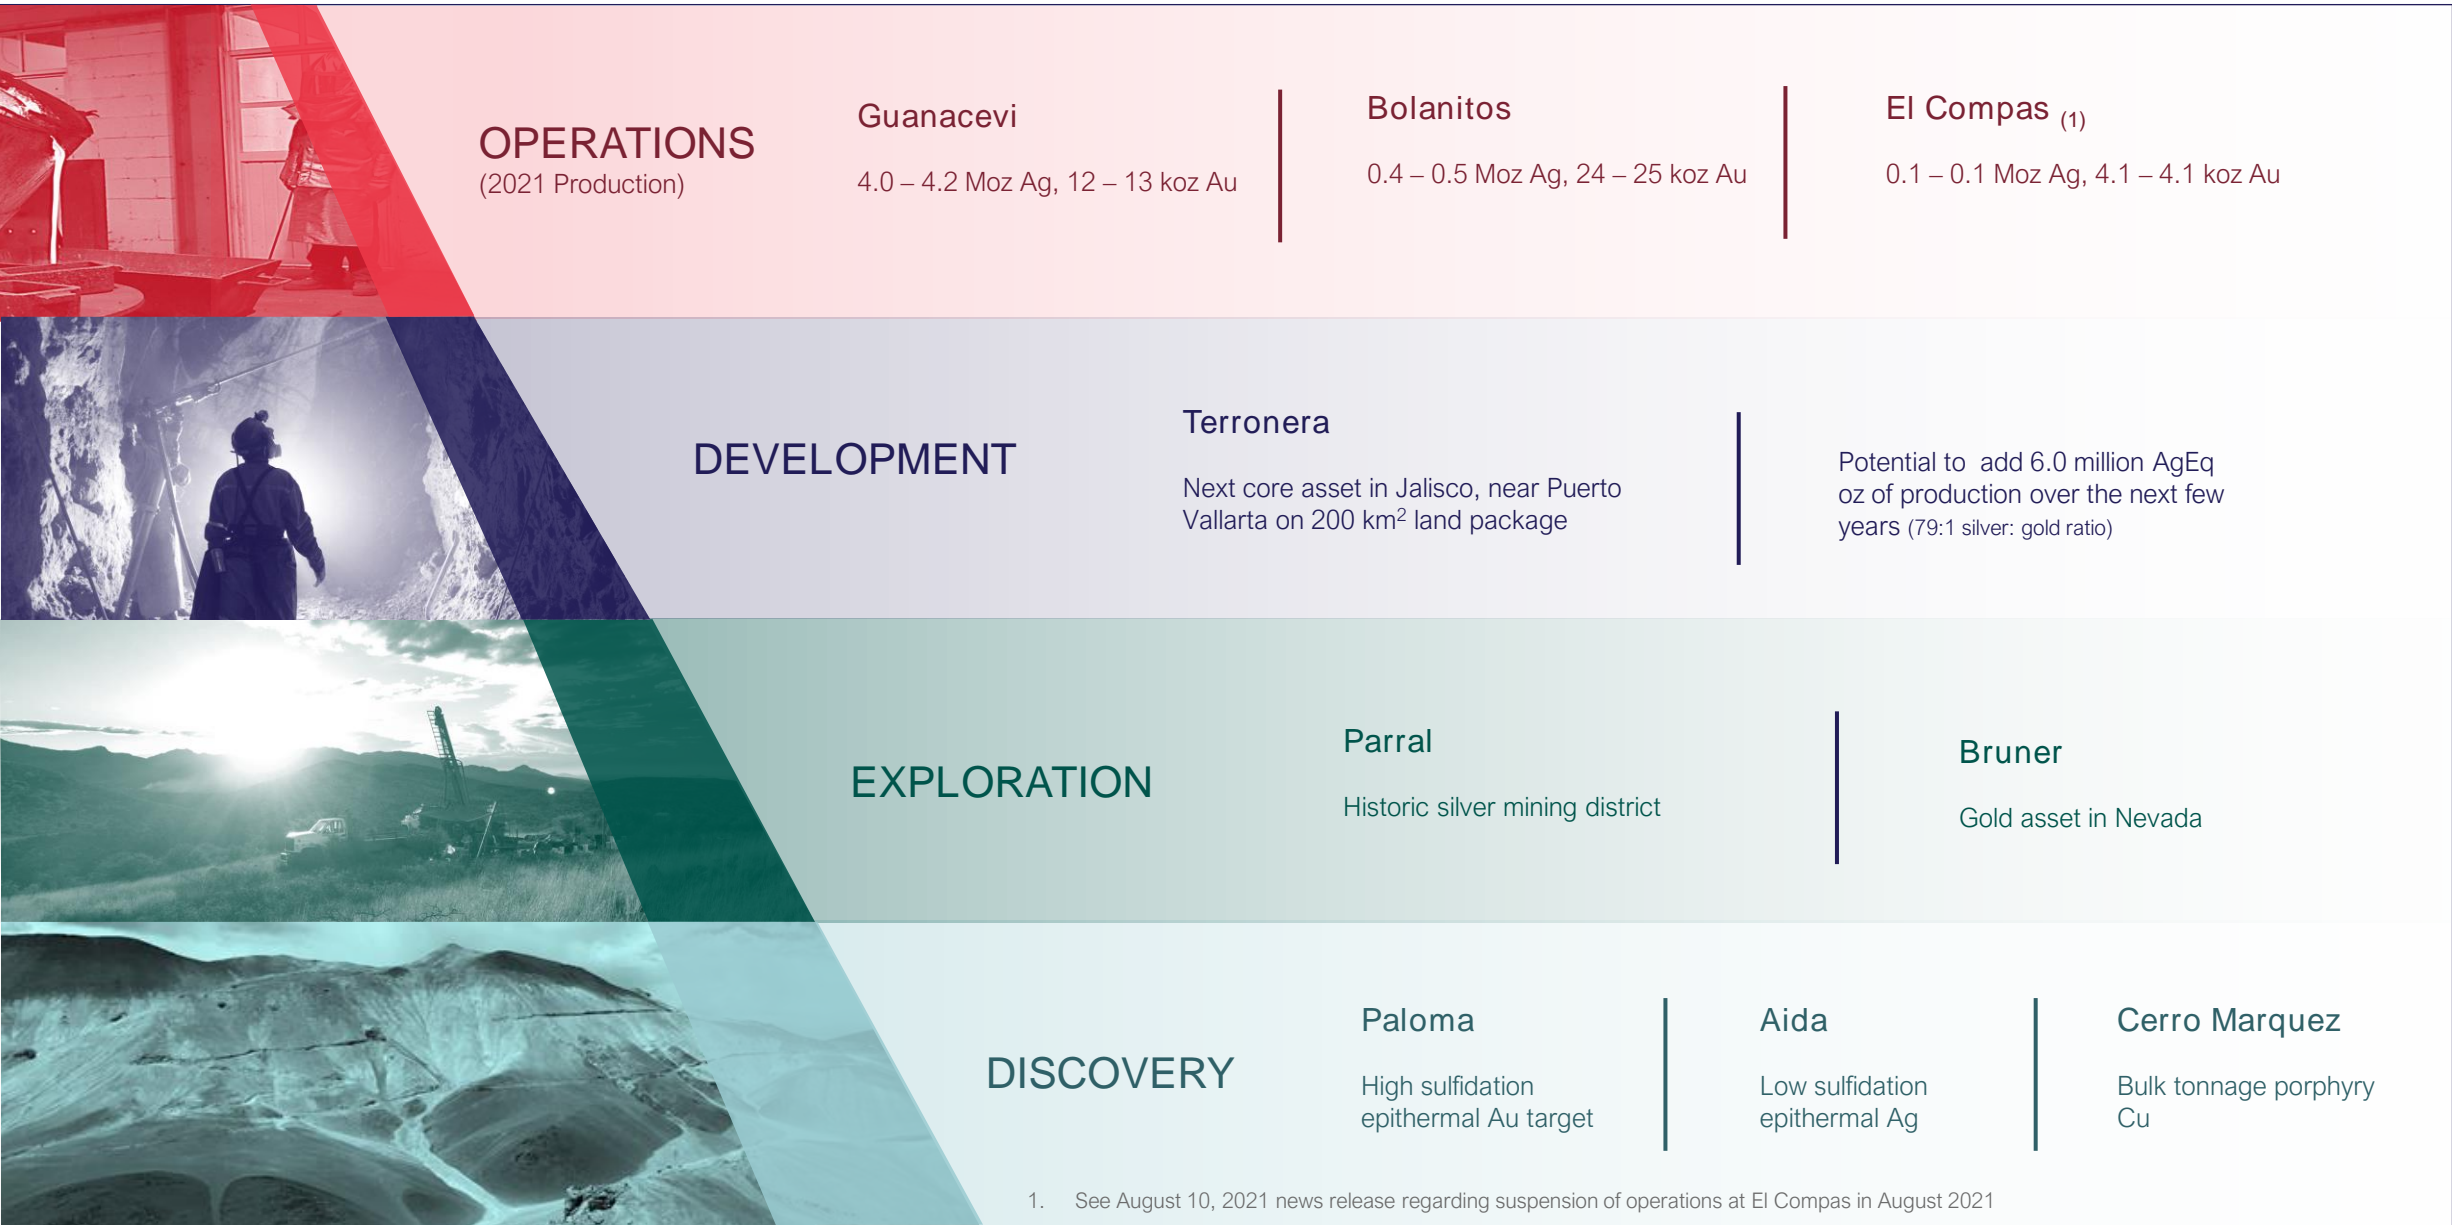 OPERATIONS
(2021 Production)
Guanacevi
4.0 – 4.2 Moz Ag, 12 – 13 koz Au
Bolanitos
0.4 – 0.5 Moz Ag, 24 – 25 koz Au
El Compas (1)
0.1 – 0.1 Moz Ag, 4.1 – 4.1 koz Au
DEVELOPMENT
Terronera
Next core asset in Jalisco, near Puerto
Vallarta on 200 km² land package
Potential to add 6.0 million AgEq
oz of production over the next few
years (79:1 silver: gold ratio)
EXPLORATION
Parral
Historic silver mining district
Bruner
Gold asset in Nevada
DISCOVERY
Paloma
High sulfidation
epithermal Au target
Aida
Low sulfidation
epithermal Ag
Cerro Marquez
Bulk tonnage porphyry
Cu
1. See August 10, 2021 news release regarding suspension of operations at El Compas in August 2021